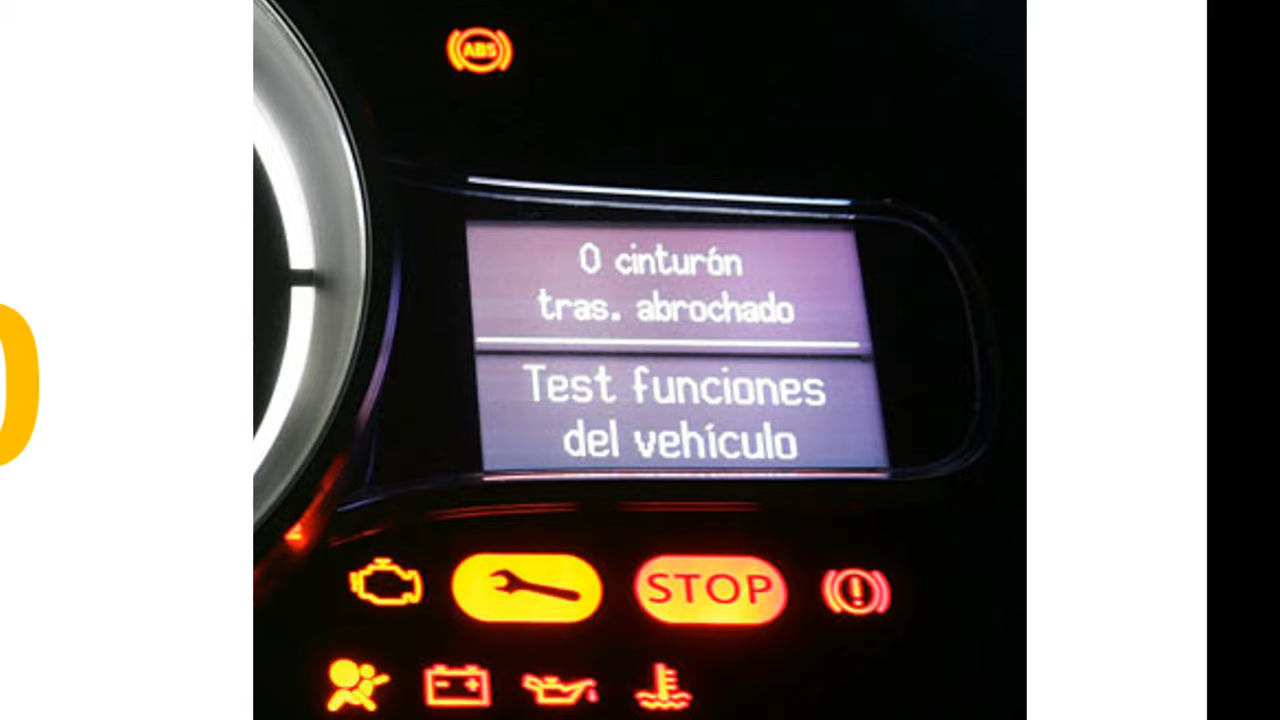 ABS
0 cinturón
tras. abrochado
Test funciones
del vehículo
STOP